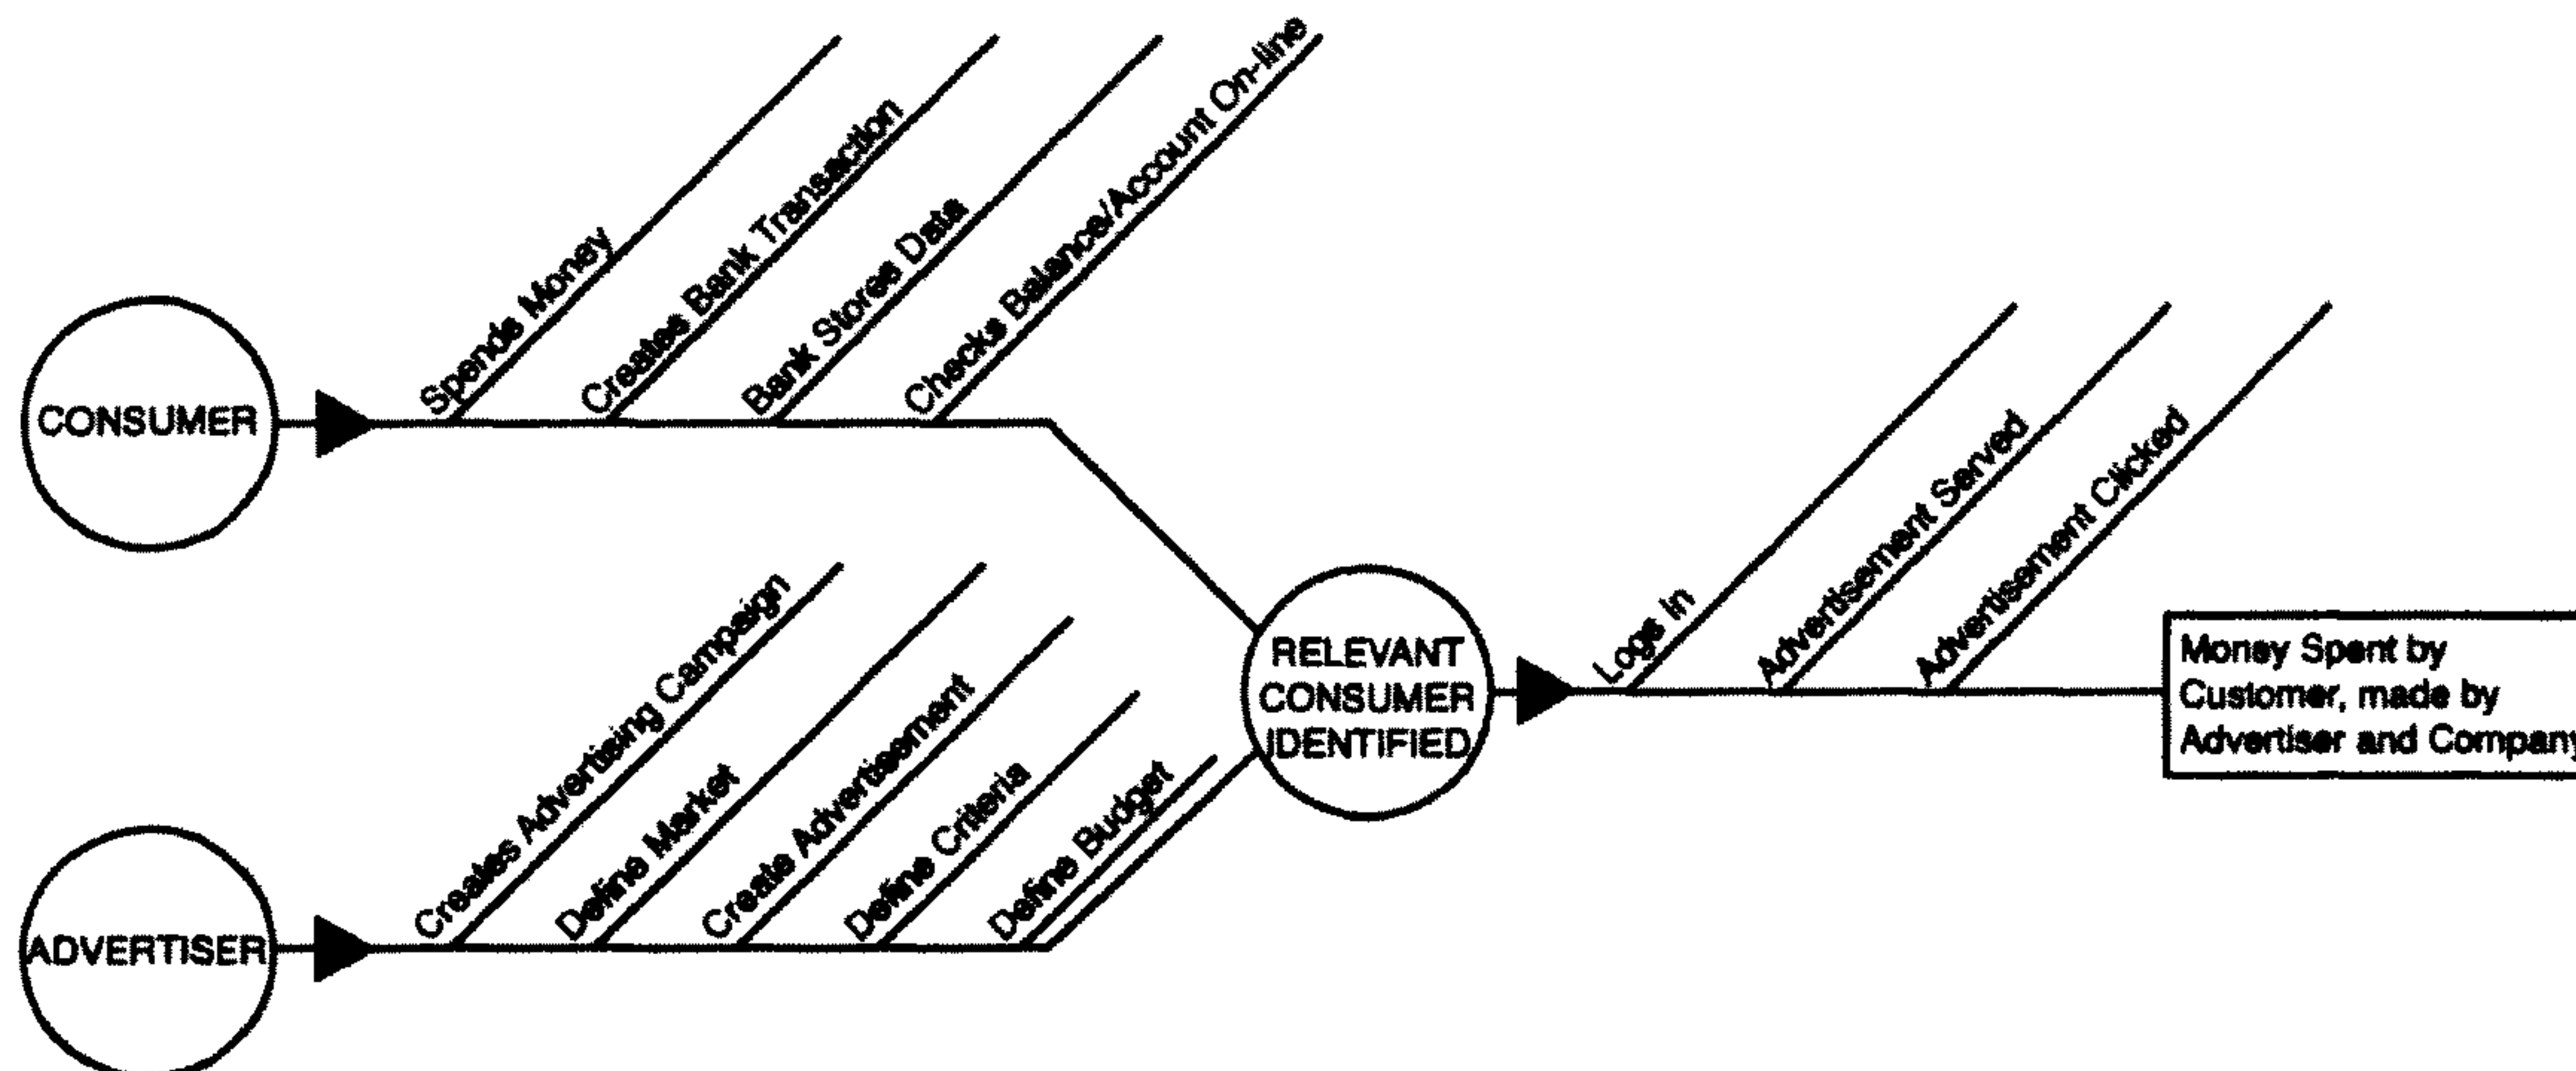 CONSUMER
Spends Money
Creates Bank Transaction
Bank Stores Data
Checks Balance/Account On-line
ADVERTISER
Creates Advertising Campaign
Define Market
Create Advertisement
Define Criteria
Define Budget
RELEVANT
CONSUMER
IDENTIFIED
Logs In
Advertisement Served
Advertisement Clicked
Money Spent by
Customer, made by
Advertiser and Company